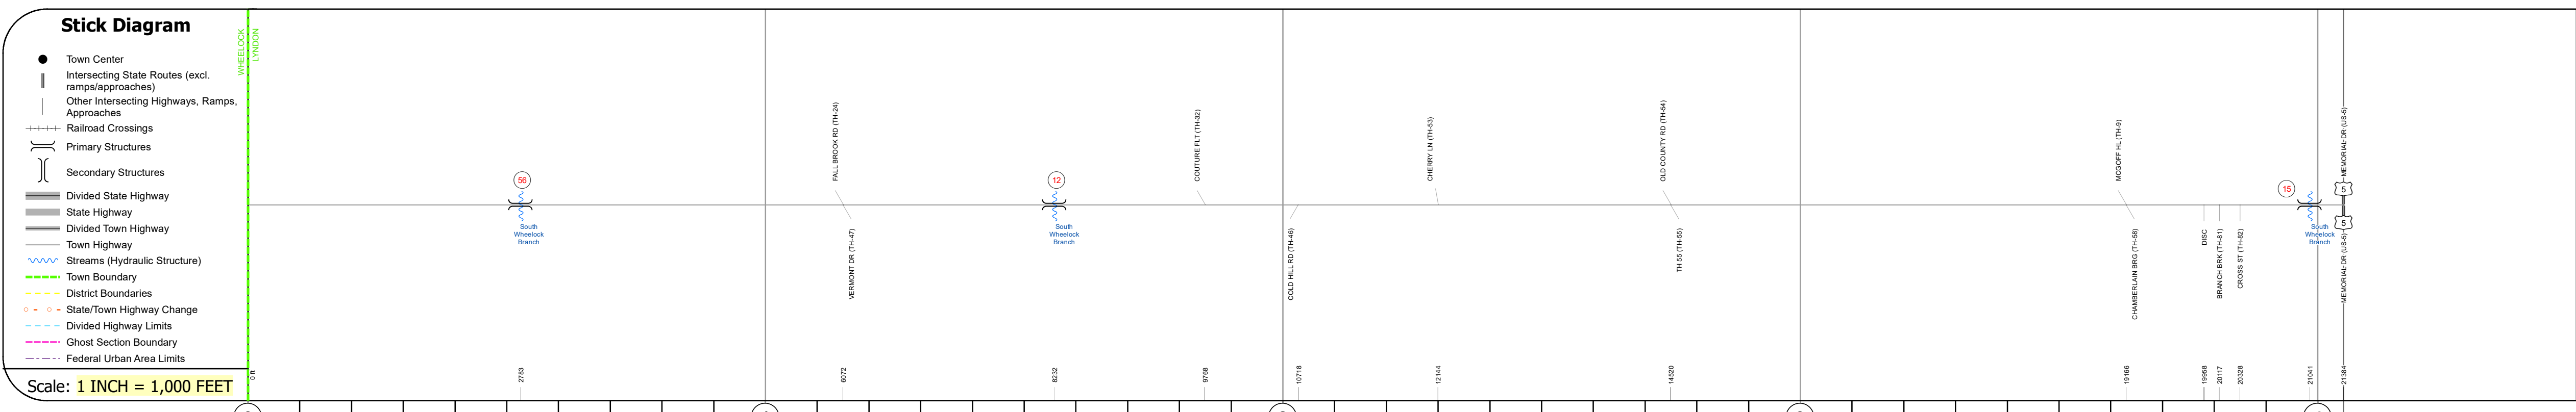 Stick Diagram
Town Center
Intersecting State Routes (excl.
ramps/approaches)
Other Intersecting Highways, Ramps,
Approaches
Railroad Crossings
Primary Structures
Secondary Structures
Divided State Highway
State Highway
Divided Town Highway
Town Highway
Streams (Hydraulic Structure)
Town Boundary
District Boundaries
State/Town Highway Change
Divided Highway Limits
Ghost Section Boundary
Federal Urban Area Limits
Scale: 1 INCH = 1,000 FEET
WHEELOCK
LYNDON
56
South
Wheelock
Branch
FALL BROOK RD (TH-24)
VERMONT DR (TH-47)
12
South
Wheelock
Branch
COUTURE FLT (TH-32)
COLD HILL RD (TH-46)
CHERRY LN (TH-53)
OLD COUNTY RD (TH-54)
TH 55 (TH-55)
MCGOFF HL (TH-9)
CHAMBERLAIN BRG (TH-58)
DISC
BRANCH BRK (TH-81)
CROSS ST (TH-82)
15
South
Wheelock
Branch
MEMORIAL DR (US-5)
5
5
MEMORIAL DR (US-5)
0 ft
2783
6072
8232
9768
10718
12144
14520
19166
19958
20117
20328
21041
21384